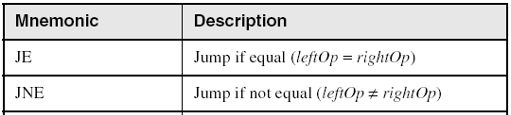 Mnemonic Description
JE Jump if equal (leftOp = rightOp)
JNE Jump if not equal (leftOp ≠ rightOp)